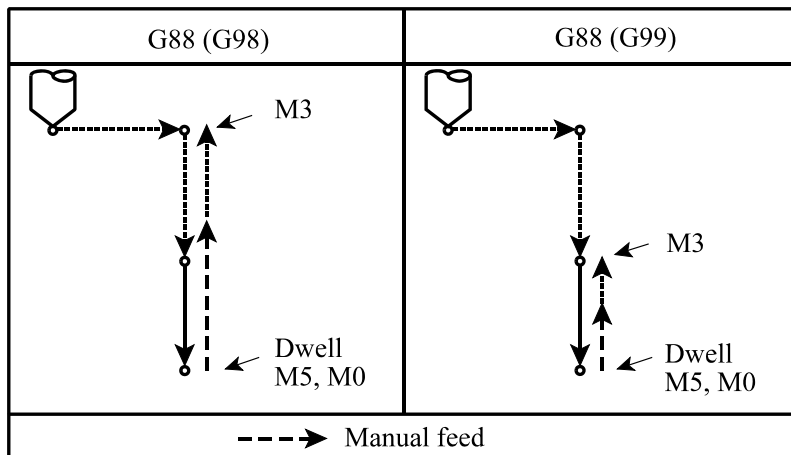 G88 (G98)
G88 (G99)
M3
Dwell
M5, M0
M3
Dwell
M5, M0
Manual feed